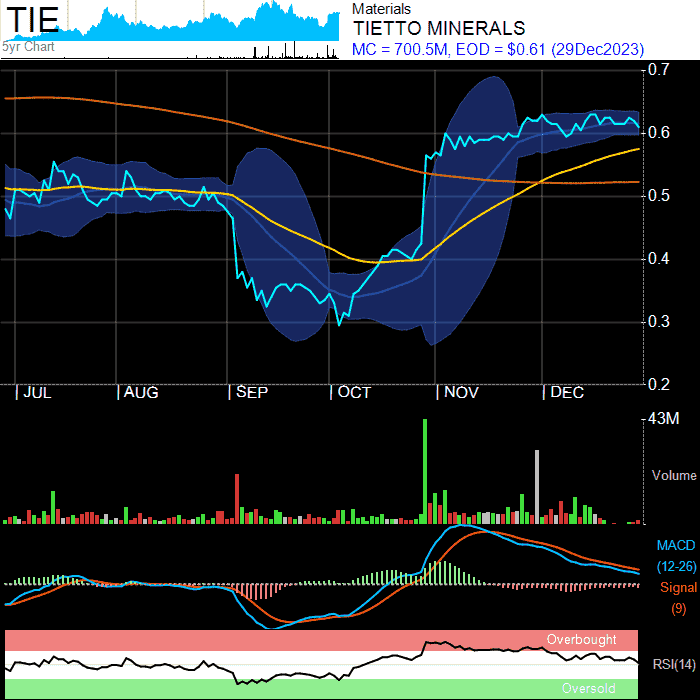 TIE
5yr Chart
Materials
TIETTO MINERALS
MC = 700.5M, EOD = $0.61 (29Dec2023)
0.7
0.6
0.5
0.4
0.3
0.2
JUL AUG SEP OCT NOV DEC
43M
Volume
MACD
(12-26)
Signal
(9)
Overbought
RSI(14)
Oversold